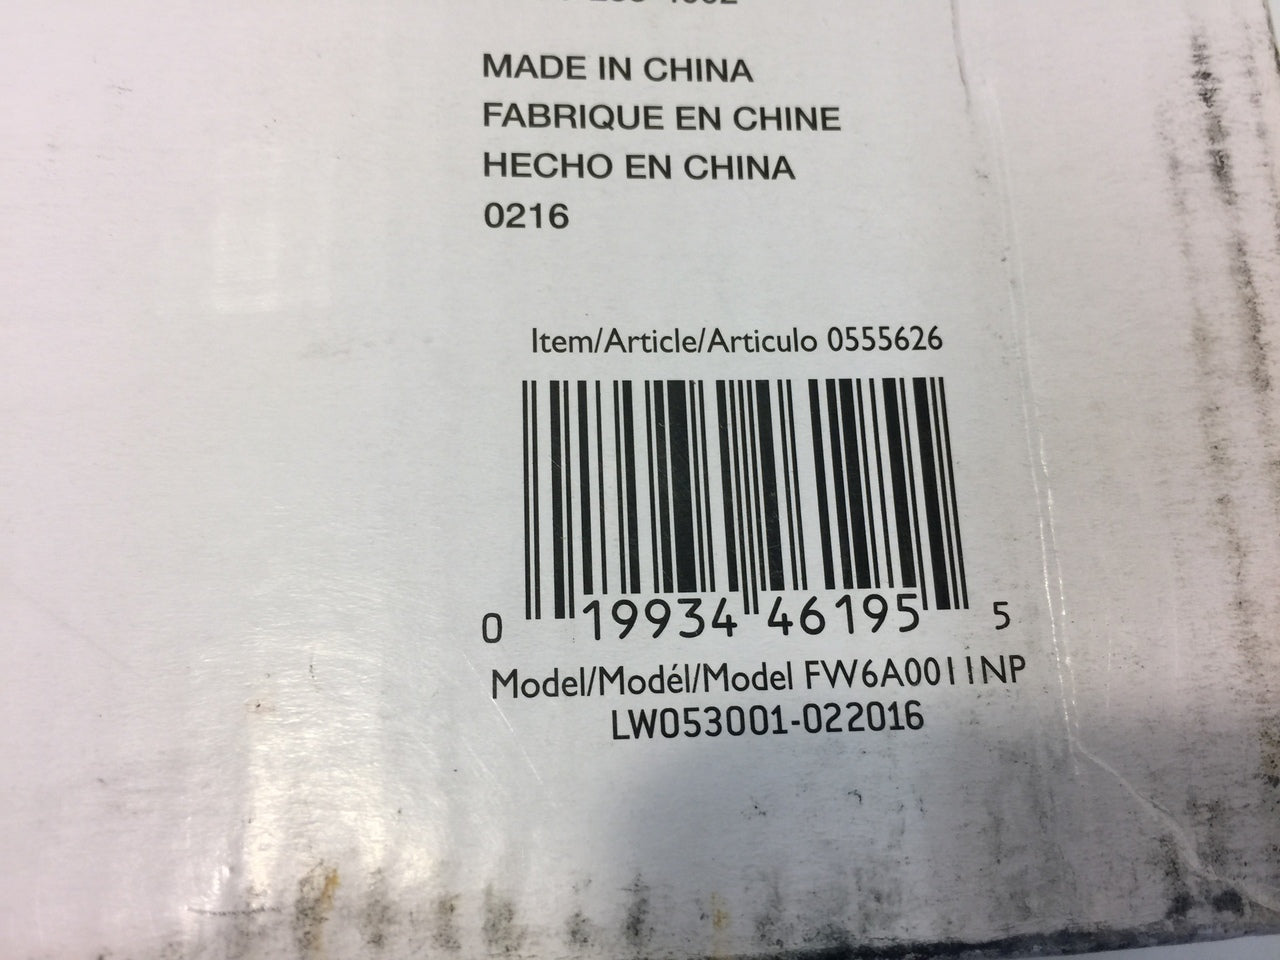 MADE IN CHINA
FABRIQUE EN CHINE
HECHO EN CHINA
0216
Item/Article/Articulo 0555626
0 19934 46195 5
Model/Modél/Model FW6A0011NP
LW053001-022016